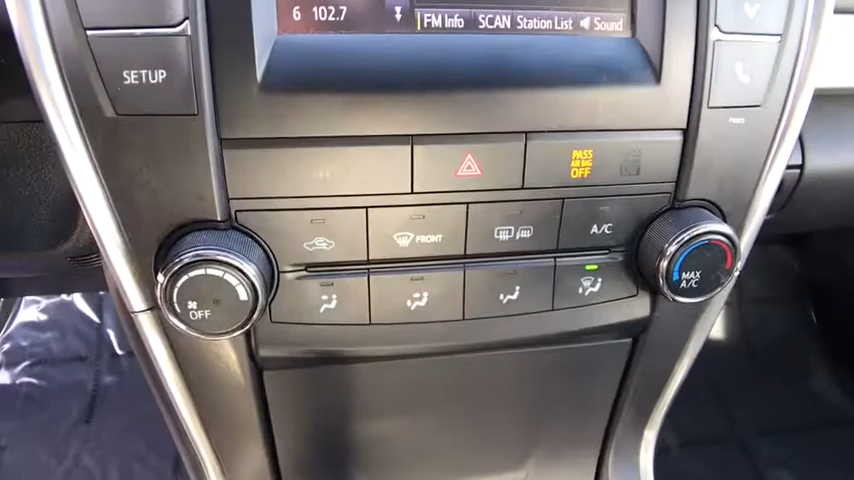 6 102.7
FM Info SCAN Station List Sound
SETUP
PASS
AIR BAG
OFF
FRONT
A/C
OFF
MAX
A/C